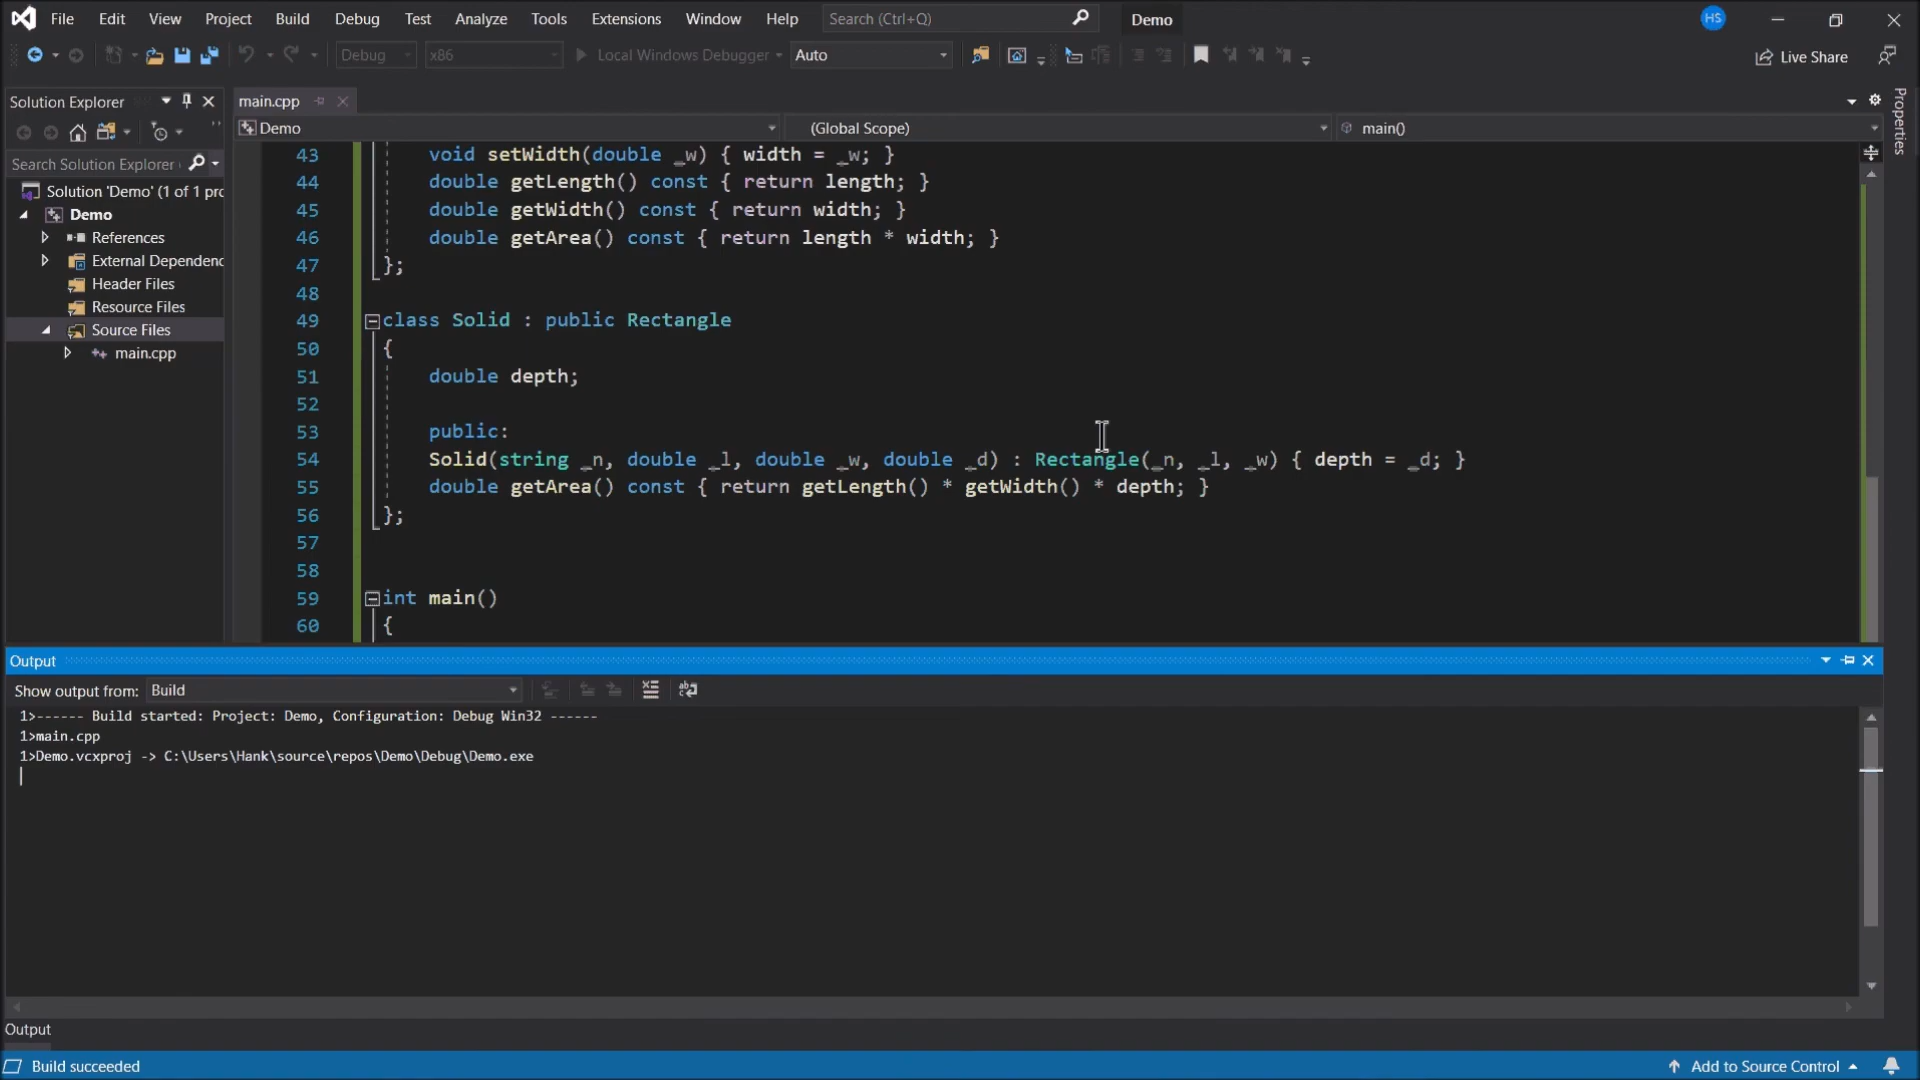 File Edit View Project Build Debug Test Analyze Tools Extensions Window Help Search (Ctrl+Q) Demo HS
Debug x86 Local Windows Debugger Auto Live Share
Solution Explorer
Search Solution Explorer
Solution 'Demo' (1 of 1 prc
Demo
References
External Dependenc
Header Files
Resource Files
Source Files
main.cpp
main.cpp
Demo (Global Scope) main()
43 void setWidth(double _w) { width = _w; }
44 double getLength() const { return length; }
45 double getWidth() const { return width; }
46 double getArea() const { return length * width; }
47 };
48
49 class Solid : public Rectangle
50 {
51 double depth;
52
53 public:
54 Solid(string _n, double _l, double _w, double _d) : Rectangle(_n, _l, _w) { depth = _d; }
55 double getArea() const { return getLength() * getWidth() * depth; }
56 };
57
58
59 int main()
60 {
Properties
Output
Show output from: Build
1>------ Build started: Project: Demo, Configuration: Debug Win32 ------
1>main.cpp
1>Demo.vcxproj -> C:\Users\Hank\source\repos\Demo\Debug\Demo.exe
Output
Build succeeded Add to Source Control